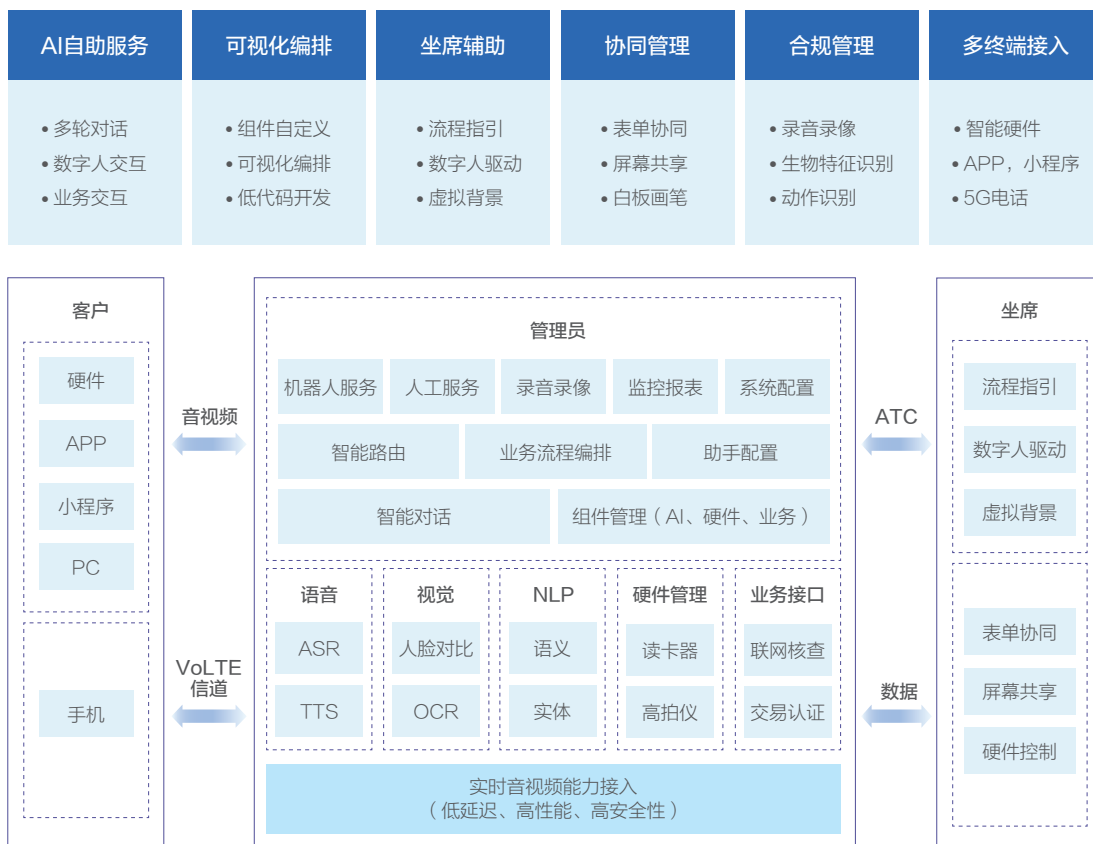 AI自助服务
• 多轮对话
• 数字人交互
• 业务交互
可视化编排
• 组件自定义
• 可视化编排
• 低代码开发
坐席辅助
• 流程指引
• 数字人驱动
• 虚拟背景
协同管理
• 表单协同
• 屏幕共享
• 白板画笔
合规管理
• 录音录像
• 生物特征识别
• 动作识别
多终端接入
• 智能硬件
• APP，小程序
• 5G电话
客户
硬件
APP
小程序
PC
手机
音视频
VoLTE
信道
管理员
机器人服务
人工服务
录音录像
监控报表
系统配置
智能路由
业务流程编排
助手配置
智能对话
组件管理（AI、硬件、业务）
语音
ASR
TTS
视觉
人脸对比
OCR
NLP
语义
实体
硬件管理
读卡器
高拍仪
业务接口
联网核查
交易认证
实时音视频能力接入
（低延迟、高性能、高安全性）
ATC
数据
坐席
流程指引
数字人驱动
虚拟背景
表单协同
屏幕共享
硬件控制